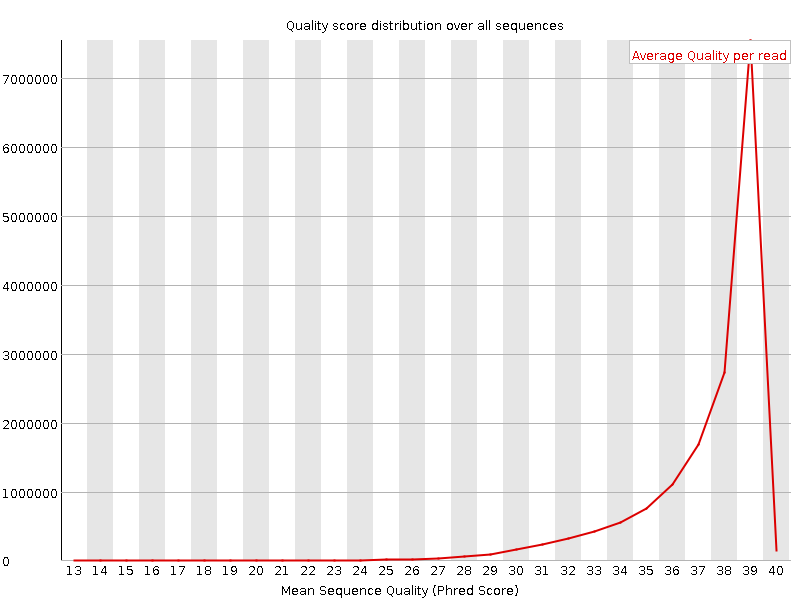 Quality score distribution over all sequences
Average Quality per read
7000000
6000000
5000000
4000000
3000000
2000000
1000000
0
13 14 15 16 17 18 19 20 21 22 23 24 25 26 27 28 29 30 31 32 33 34 35 36 37 38 39 40
Mean Sequence Quality (Phred Score)